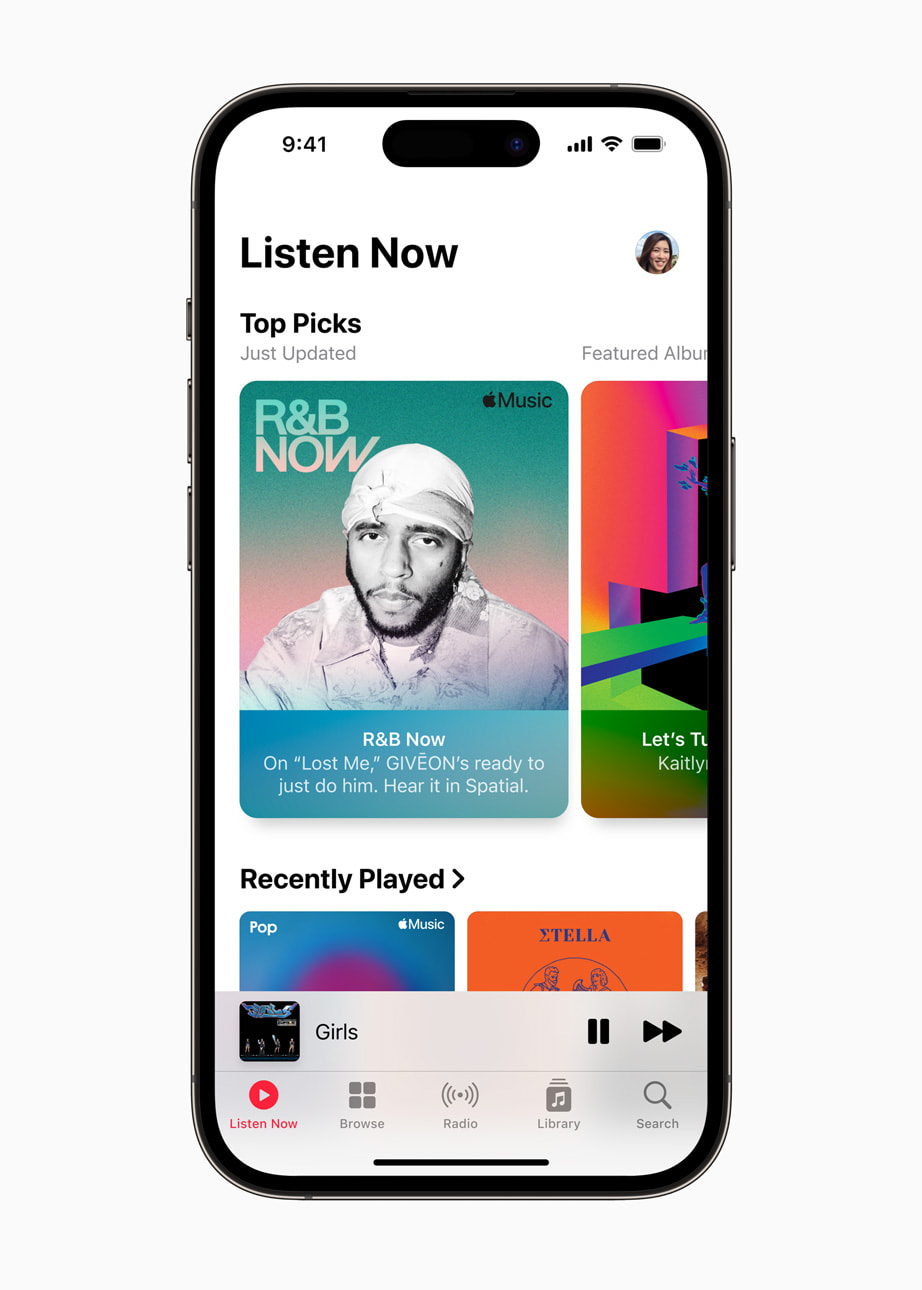 9:41
Listen Now
Top Picks
Just Updated
Featured Albu
R&B
NOW
Music
R&B Now
On “Lost Me,” GIVĒON’s ready to
just do him. Hear it in Spatial.
Let’s Tu
Kaitly
Recently Played
Pop
Music
ΣTELLA
Girls
Listen Now
Browse
Radio
Library
Search